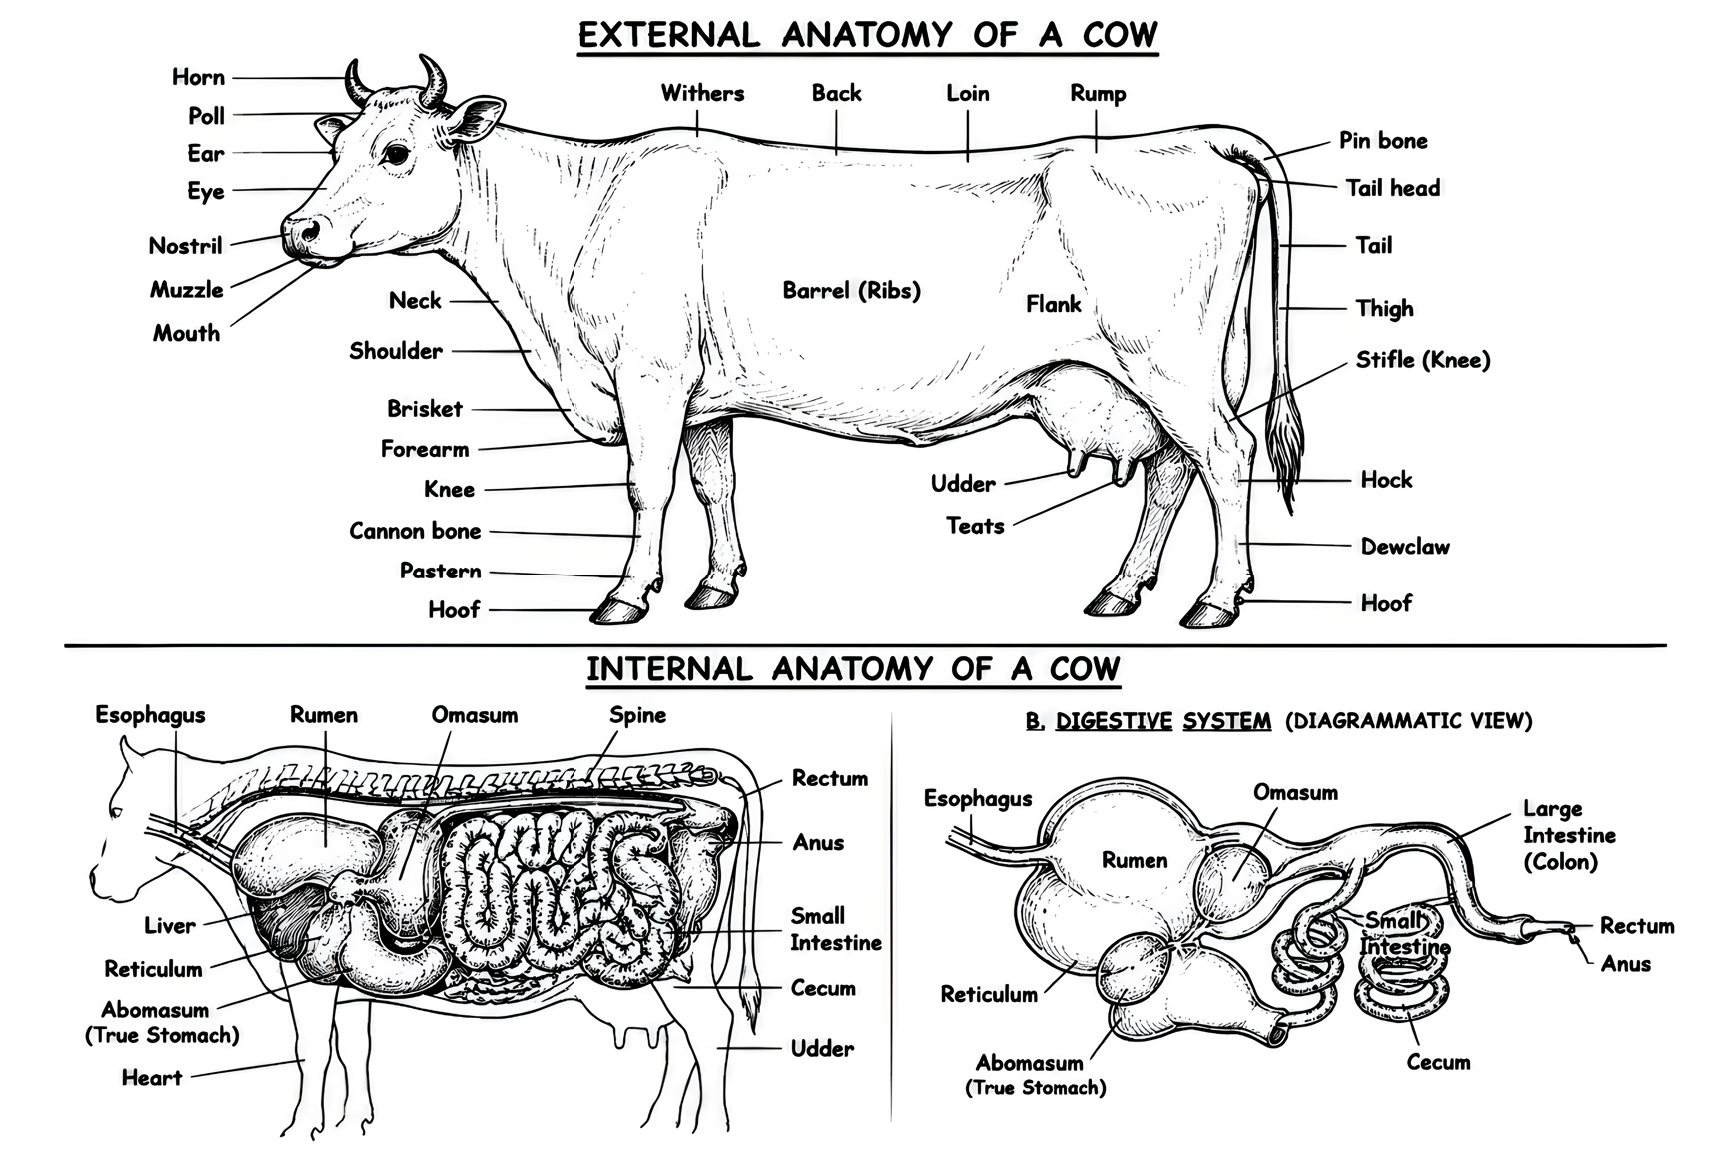 EXTERNAL ANATOMY OF A COW
Horn
Poll
Ear
Eye
Nostril
Muzzle
Mouth
Withers
Back
Loin
Rump
Pin bone
Tail head
Tail
Thigh
Stifle (Knee)
Hock
Dewclaw
Hoof
Neck
Shoulder
Brisket
Forearm
Knee
Cannon bone
Pastern
Hoof
Barrel (Ribs)
Flank
Udder
Teats
INTERNAL ANATOMY OF A COW
Esophagus
Rumen
Omasum
Spine
Rectum
Anus
Small
Intestine
Cecum
Udder
Liver
Reticulum
Abomasum
(True Stomach)
Heart
B. DIGESTIVE SYSTEM (DIAGRAMMATIC VIEW)
Esophagus
Omasum
Large
Intestine
(Colon)
Rumen
Small
Intestine
Rectum
Anus
Reticulum
Abomasum
(True Stomach)
Cecum